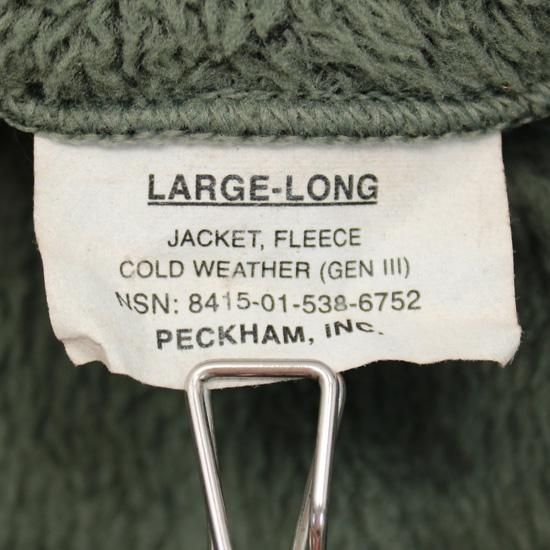 LARGE-LONG
JACKET, FLEECE
COLD WEATHER (GEN III)
NSN: 8415-01-538-6752
PECKHAM, INC.